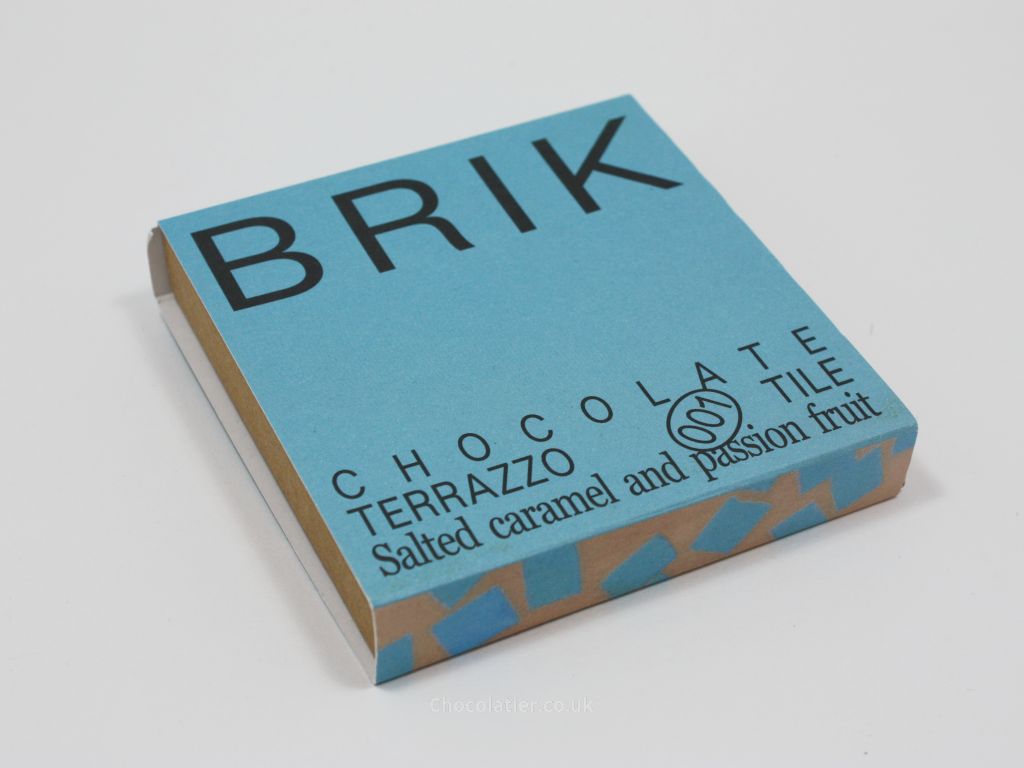 BRIK
CHOCOLATE
TERRAZZO 001 TILE
Salted caramel and passion fruit
Chocolatier.co.uk